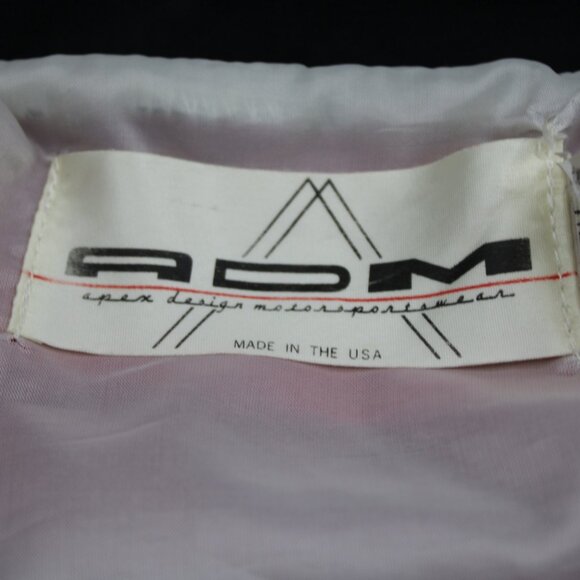 ADM
apex design motorsportswear
MADE IN THE USA